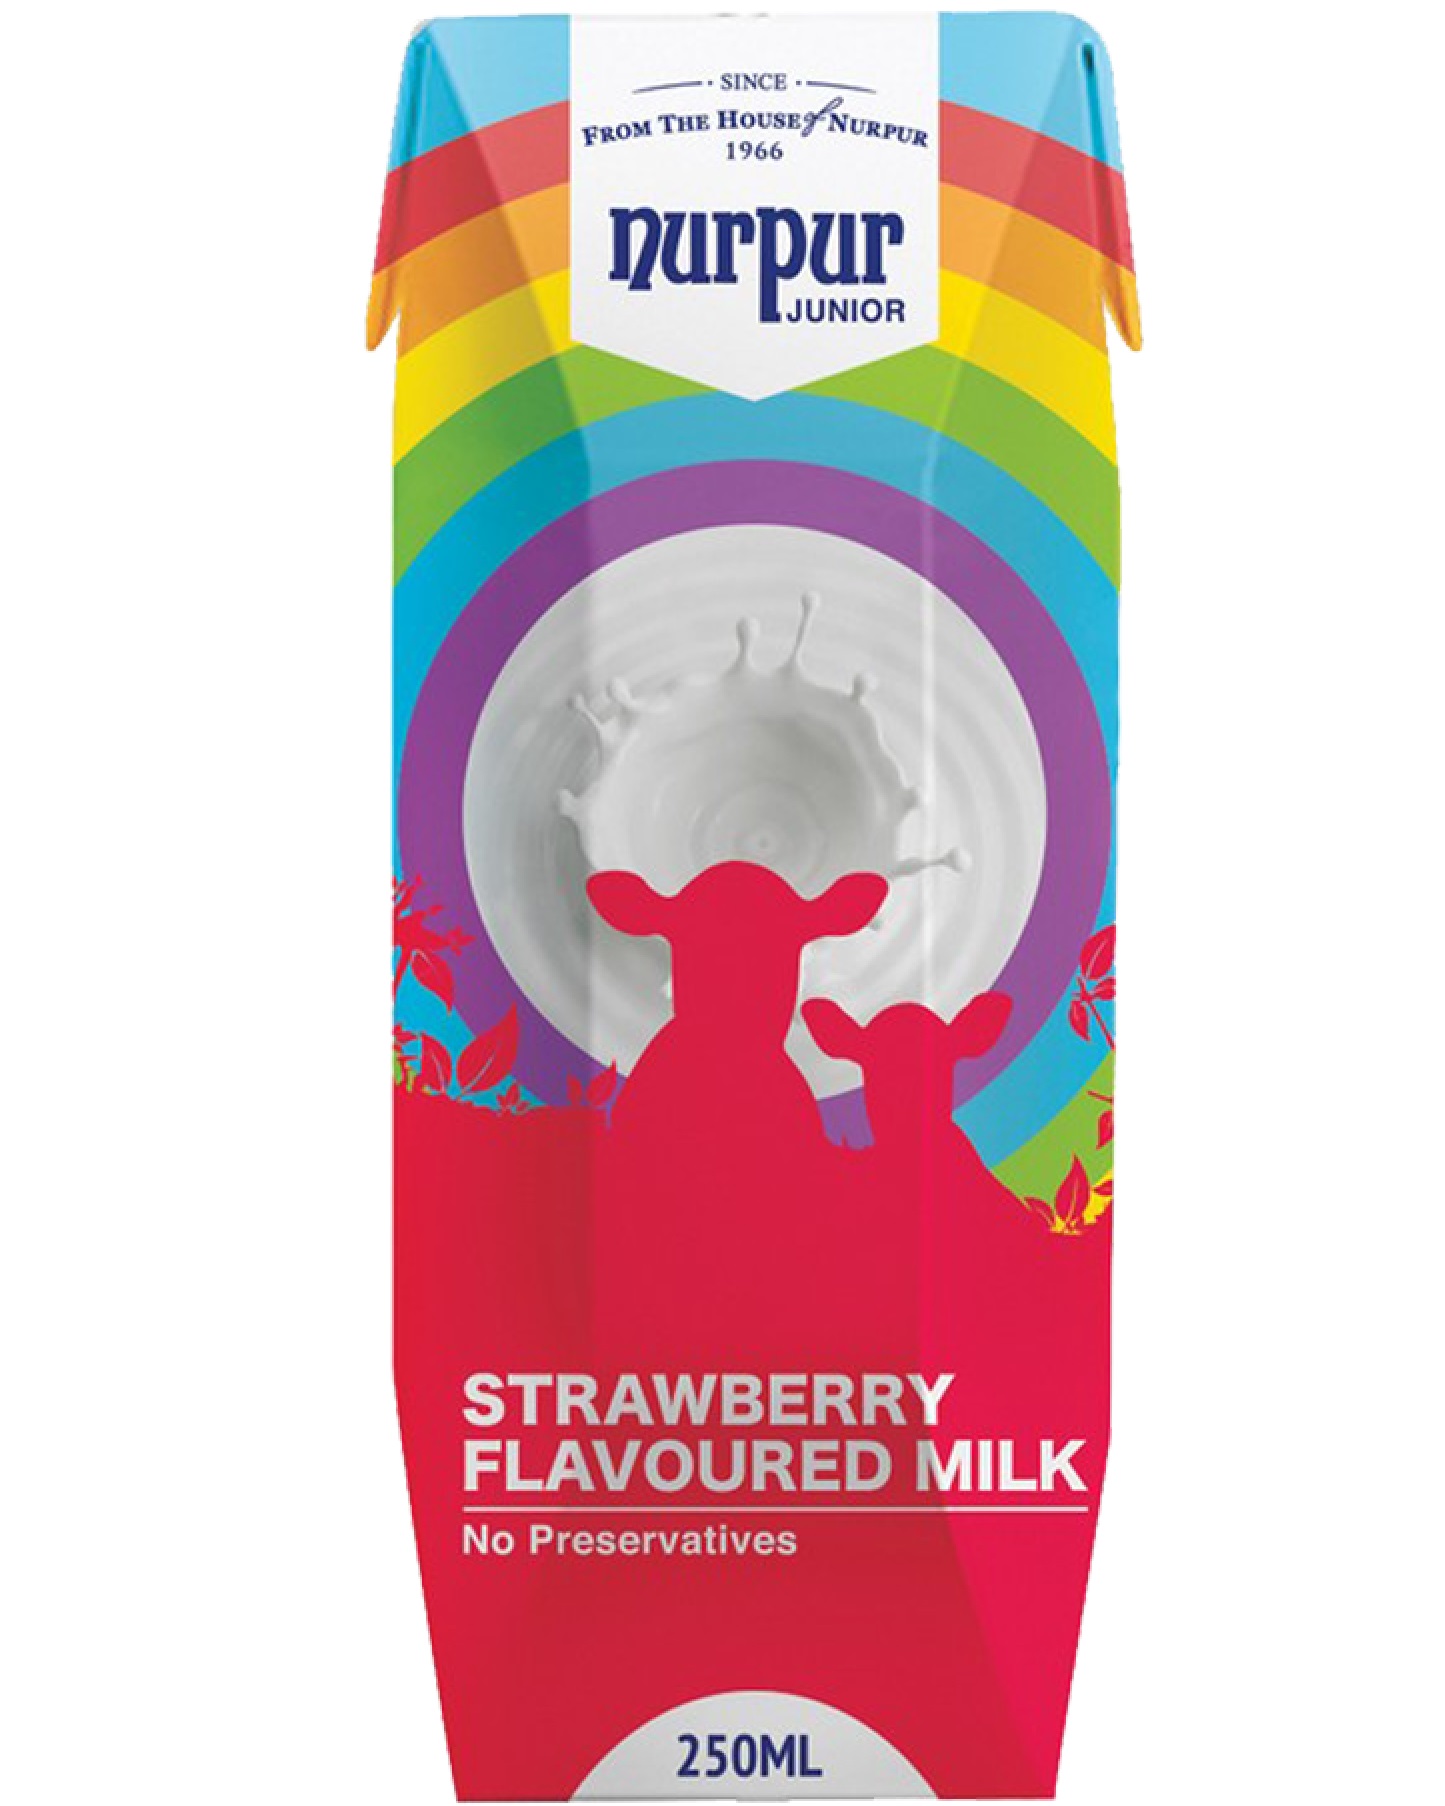 SINCE
FROM THE HOUSE of NURPUR
1966
nurpur
JUNIOR
STRAWBERRY
FLAVOURED MILK
No Preservatives
250ML